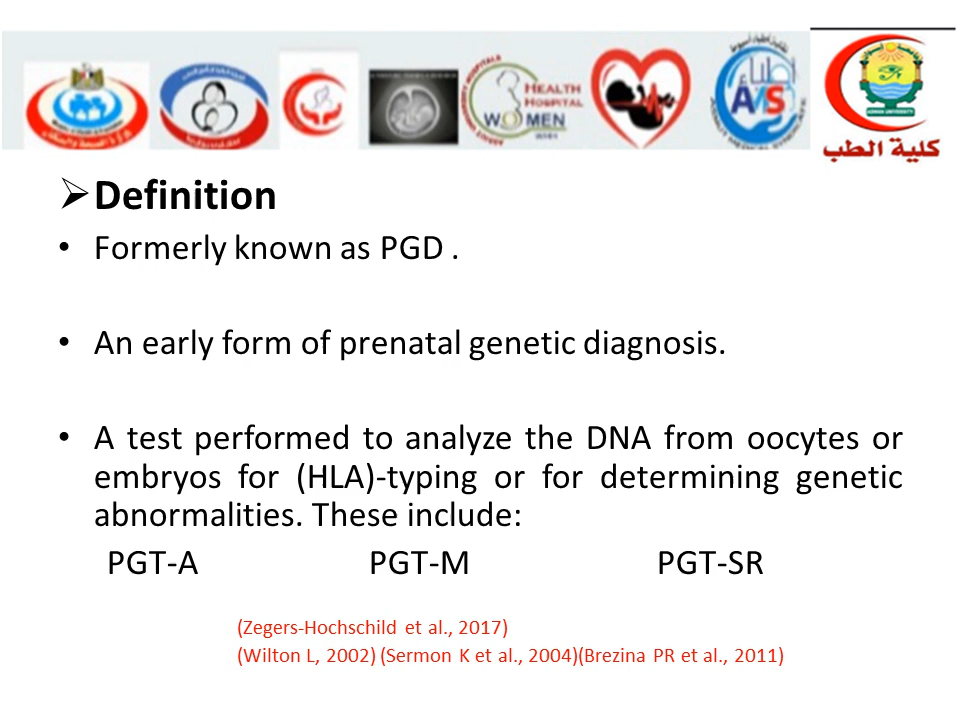 HEALTH
HOSPITAL
WOMEN
AMS
كلية الطب
➢Definition
• Formerly known as PGD .
• An early form of prenatal genetic diagnosis.
• A test performed to analyze the DNA from oocytes or
embryos for (HLA)-typing or for determining genetic
abnormalities. These include:
PGT-A PGT-M PGT-SR
(Zegers-Hochschild et al., 2017)
(Wilton L, 2002) (Sermon K et al., 2004)(Brezina PR et al., 2011)